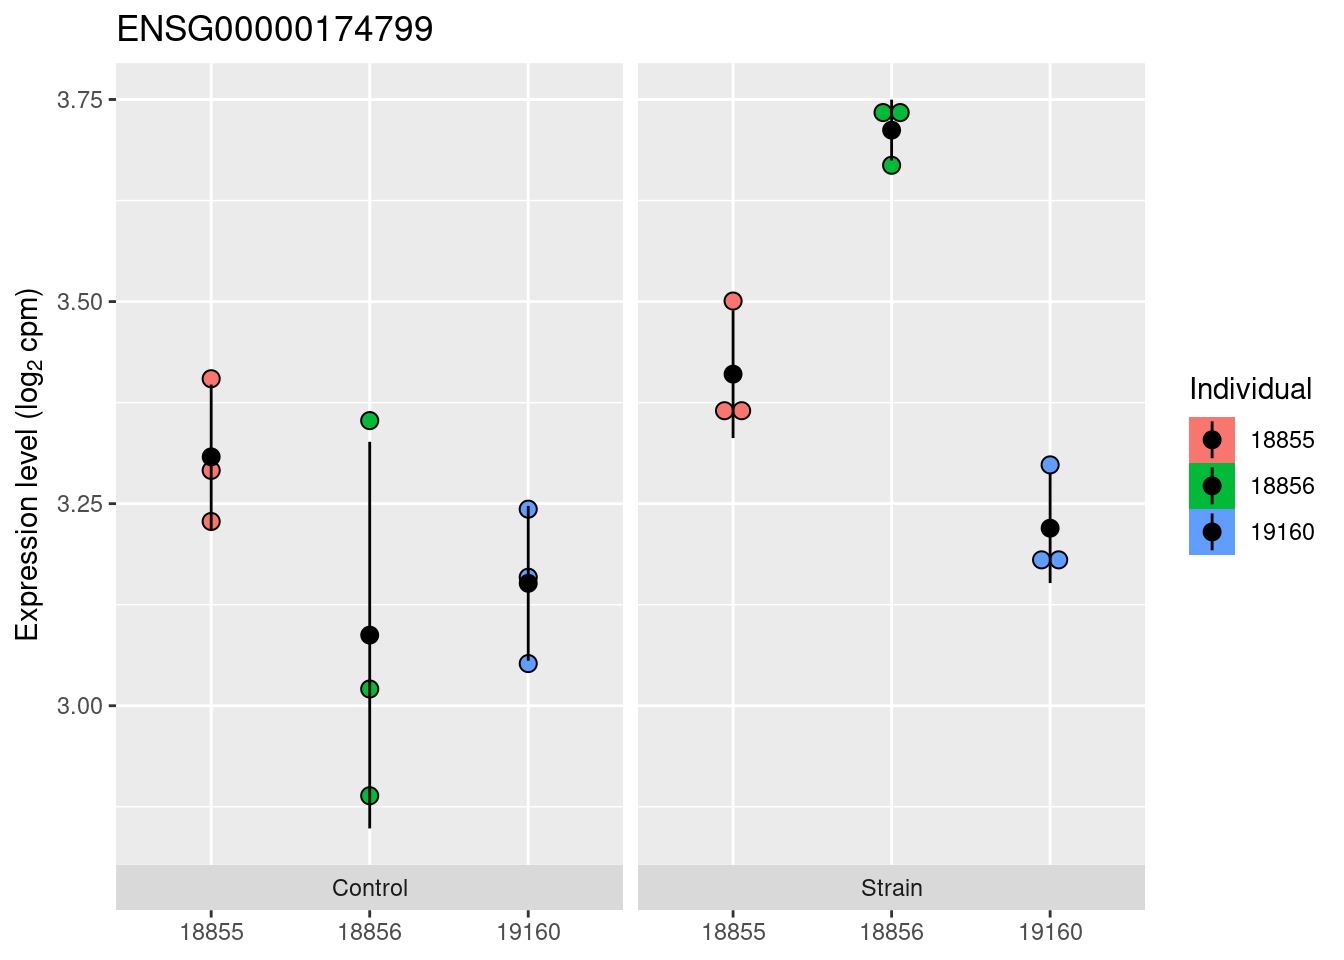 ENSG00000174799
Expression level (log₂ cpm)
3.75
3.50
3.25
3.00
Control
Strain
18855
18856
19160
18855
18856
19160
Individual
18855
18856
19160